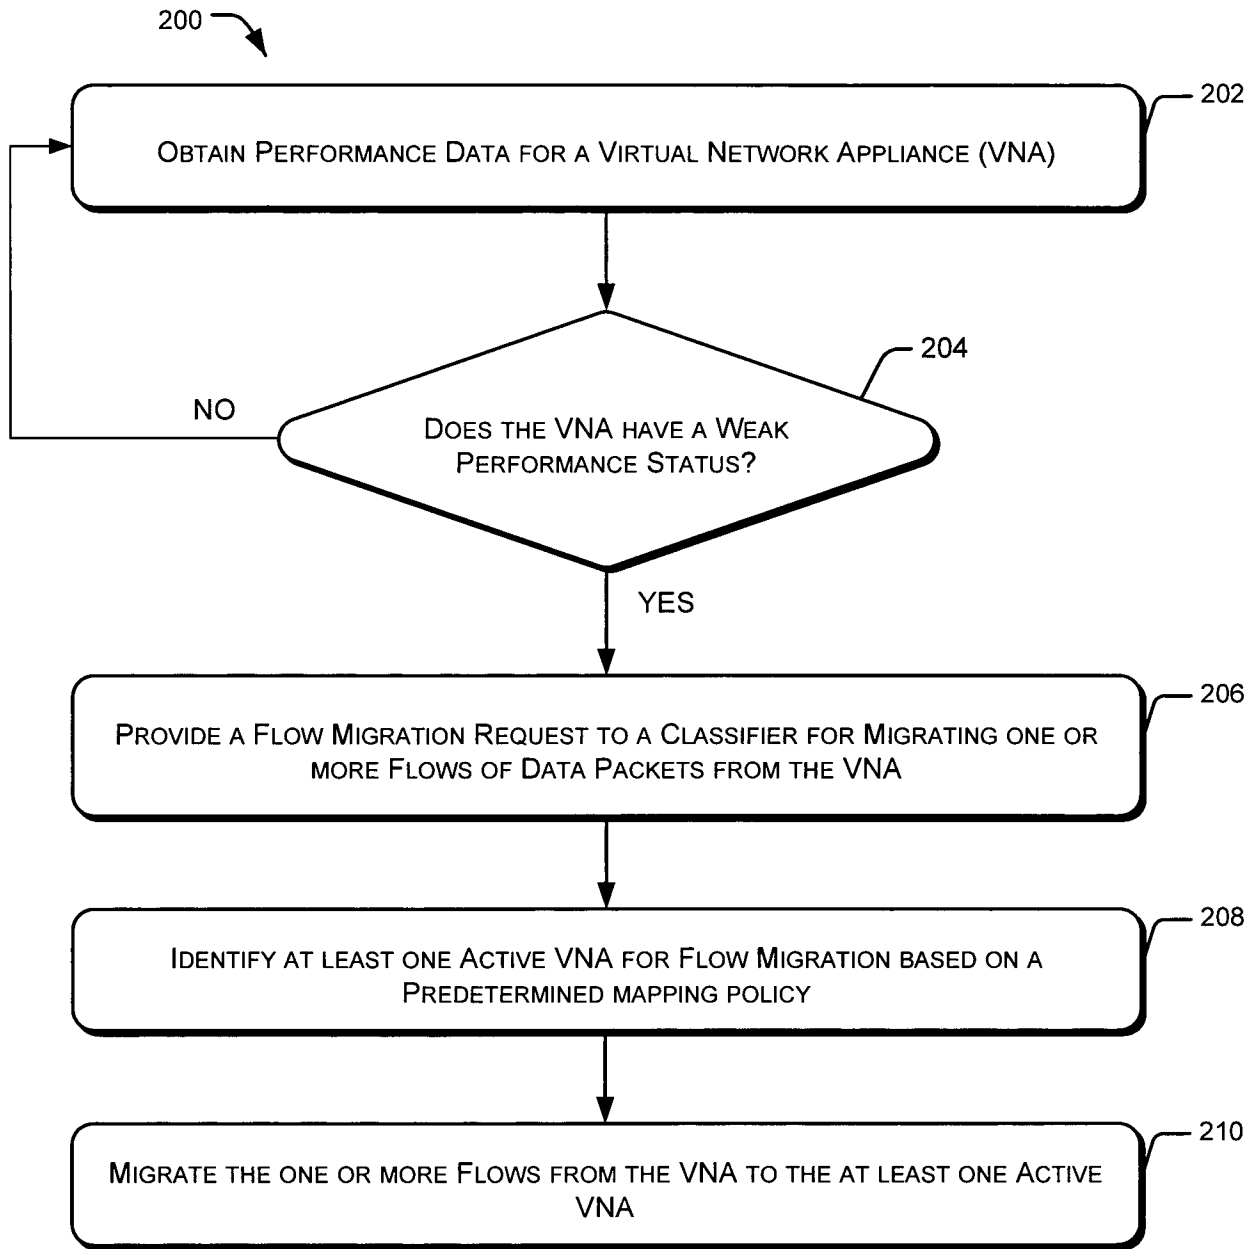 200
202
OBTAIN PERFORMANCE DATA FOR A VIRTUAL NETWORK APPLIANCE (VNA)
204
NO
DOES THE VNA HAVE A WEAK
PERFORMANCE STATUS?
YES
206
PROVIDE A FLOW MIGRATION REQUEST TO A CLASSIFIER FOR MIGRATING ONE OR
MORE FLOWS OF DATA PACKETS FROM THE VNA
208
IDENTIFY AT LEAST ONE ACTIVE VNA FOR FLOW MIGRATION BASED ON A
PREDETERMINED MAPPING POLICY
210
MIGRATE THE ONE OR MORE FLOWS FROM THE VNA TO THE AT LEAST ONE ACTIVE
VNA